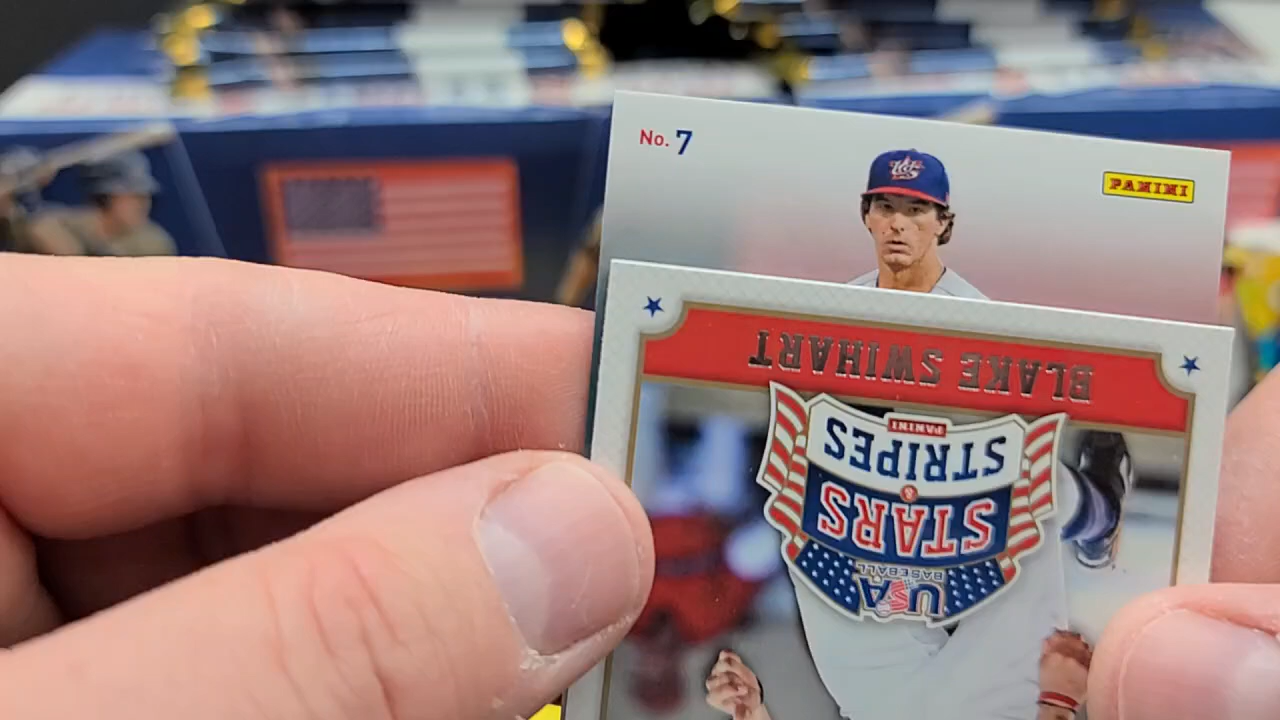 No. 7
PANINI
BLAKE SWIHART
PANINI
STARS &
STRIPES
USA
BASEBALL